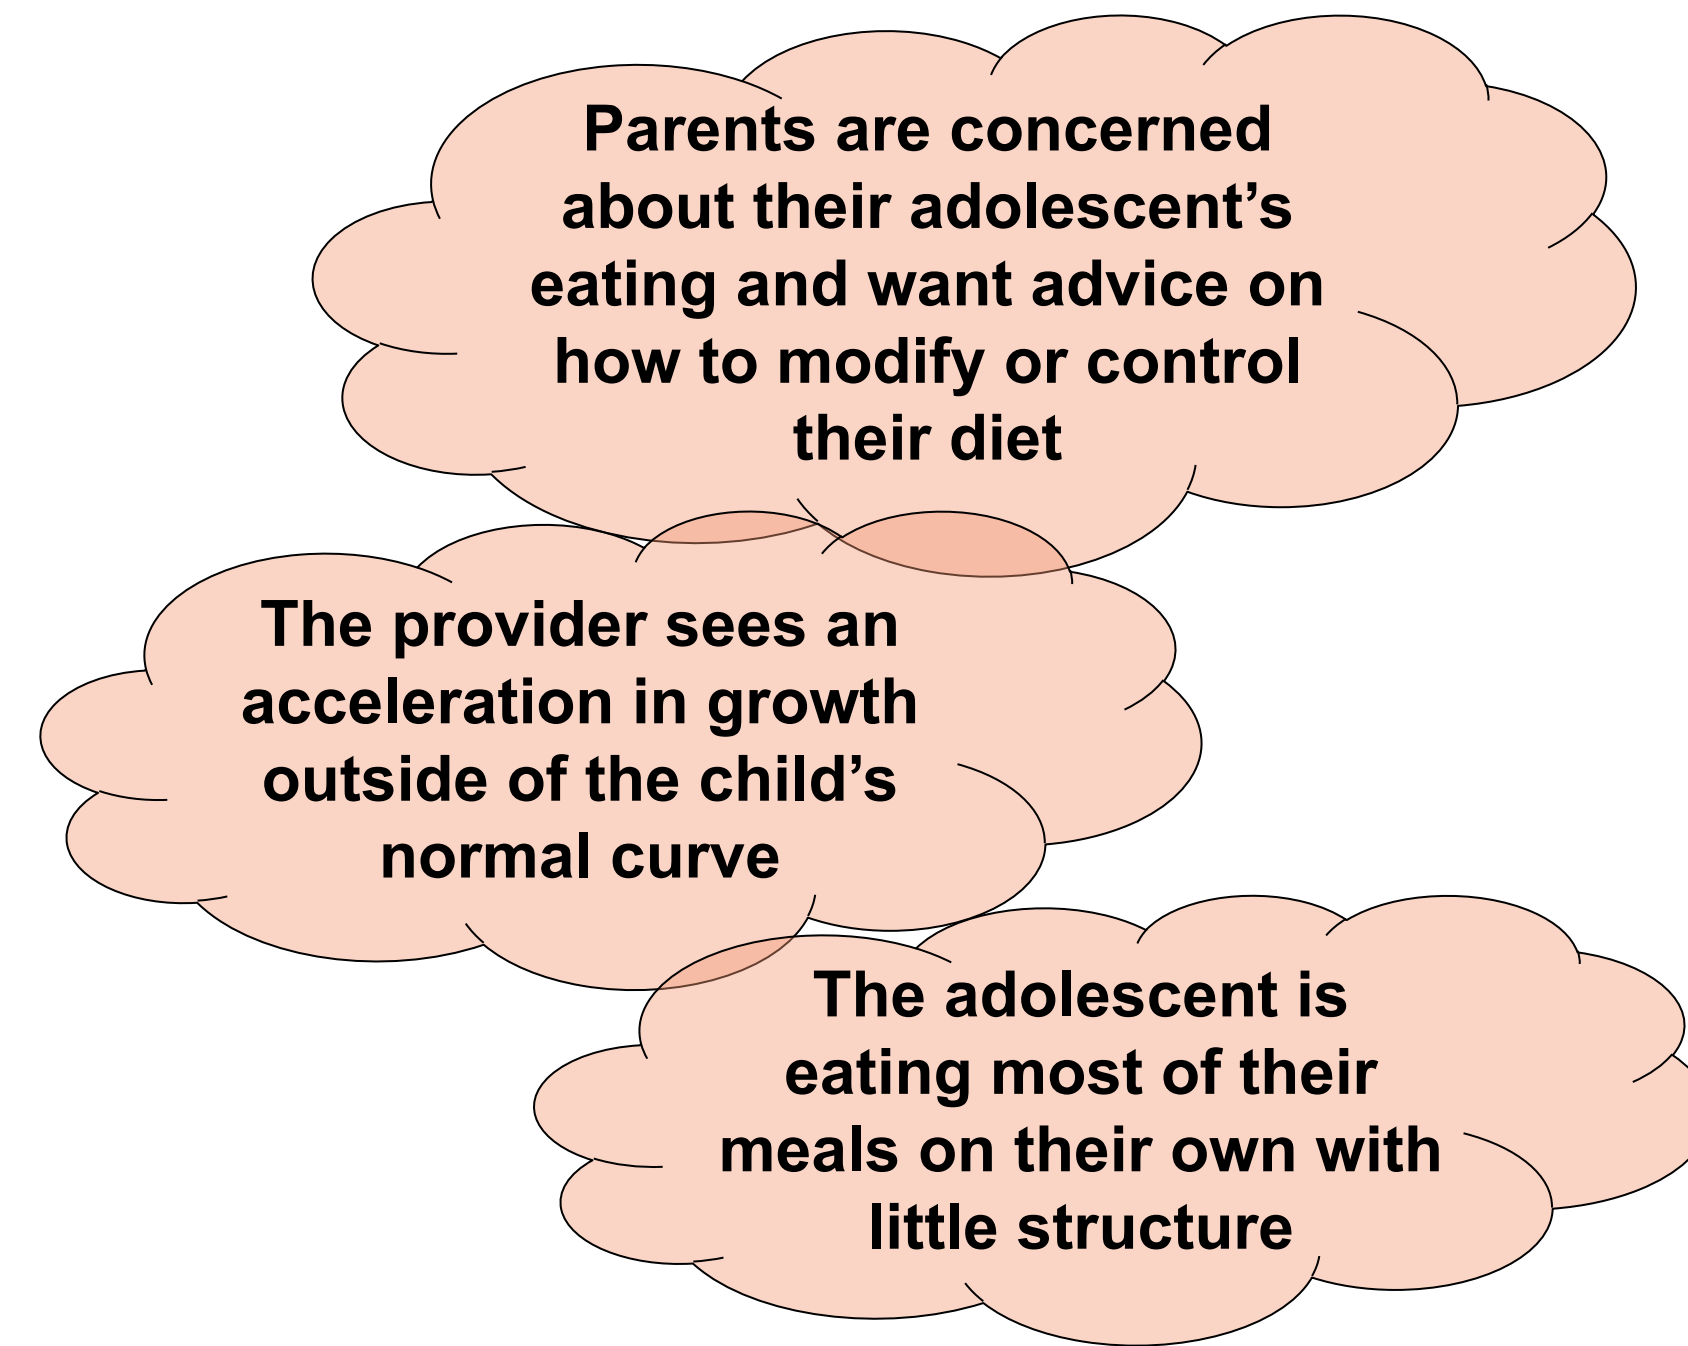 Parents are concerned
about their adolescent’s
eating and want advice on
how to modify or control
their diet
The provider sees an
acceleration in growth
outside of the child’s
normal curve
The adolescent is
eating most of their
meals on their own with
little structure